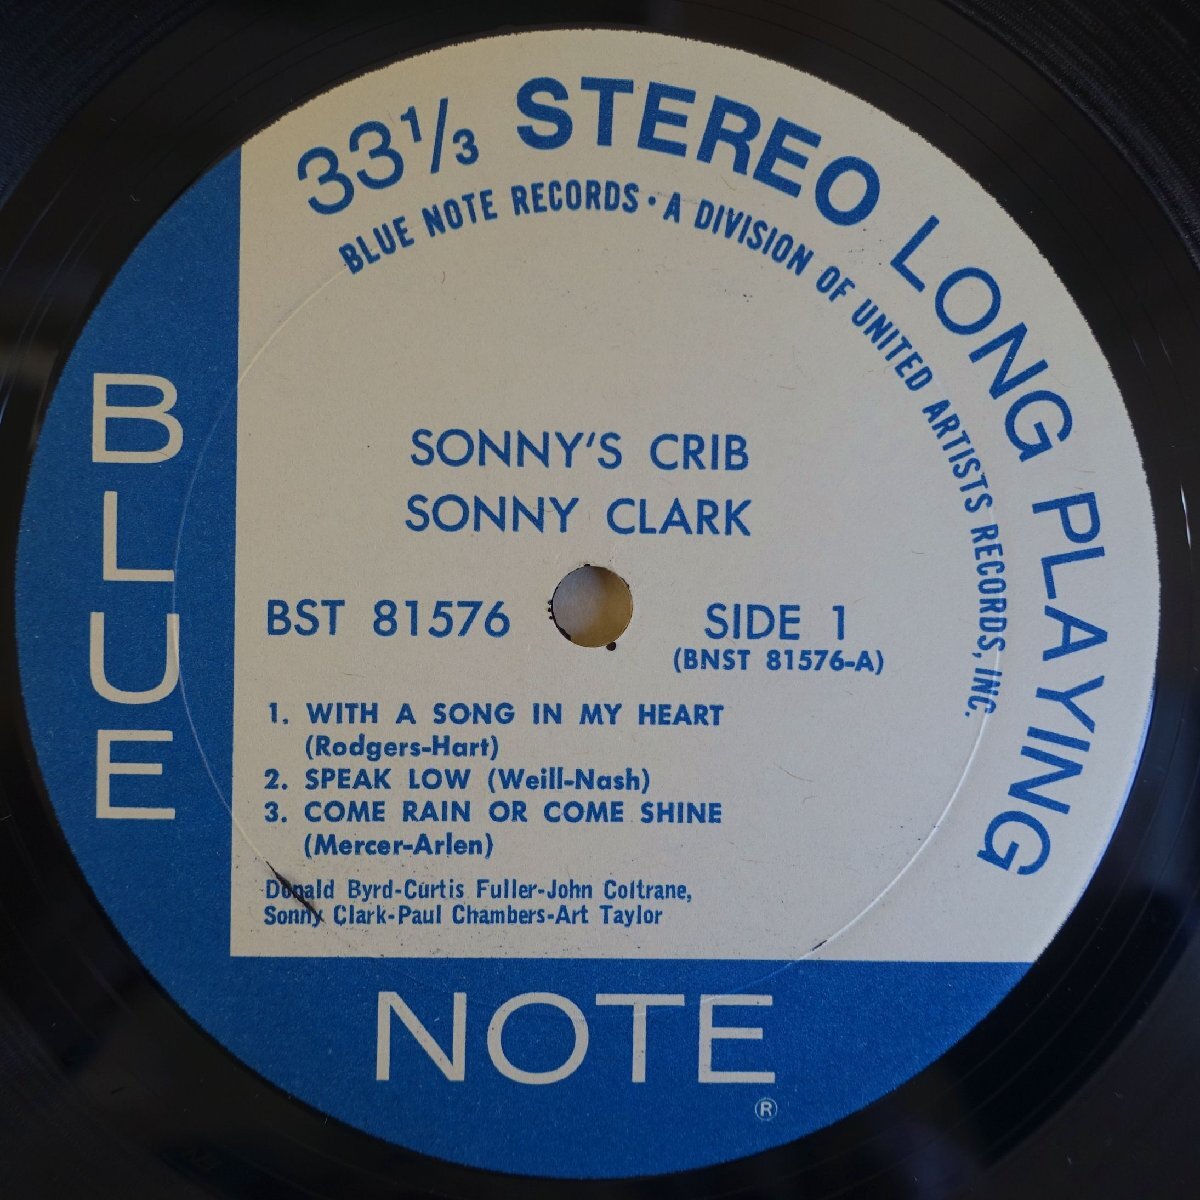 33 1/3 STEREO LONG PLAYING
BLUE NOTE RECORDS • A DIVISION OF UNITED ARTISTS RECORDS, INC.
SONNY'S CRIB
SONNY CLARK
BST 81576
SIDE 1
(BNST 81576-A)
1. WITH A SONG IN MY HEART
(Rodgers-Hart)
2. SPEAK LOW (Weill-Nash)
3. COME RAIN OR COME SHINE
(Mercer-Arlen)
Donald Byrd-Curtis Fuller-John Coltrane,
Sonny Clark-Paul Chambers-Art Taylor
BLUE
NOTE
®